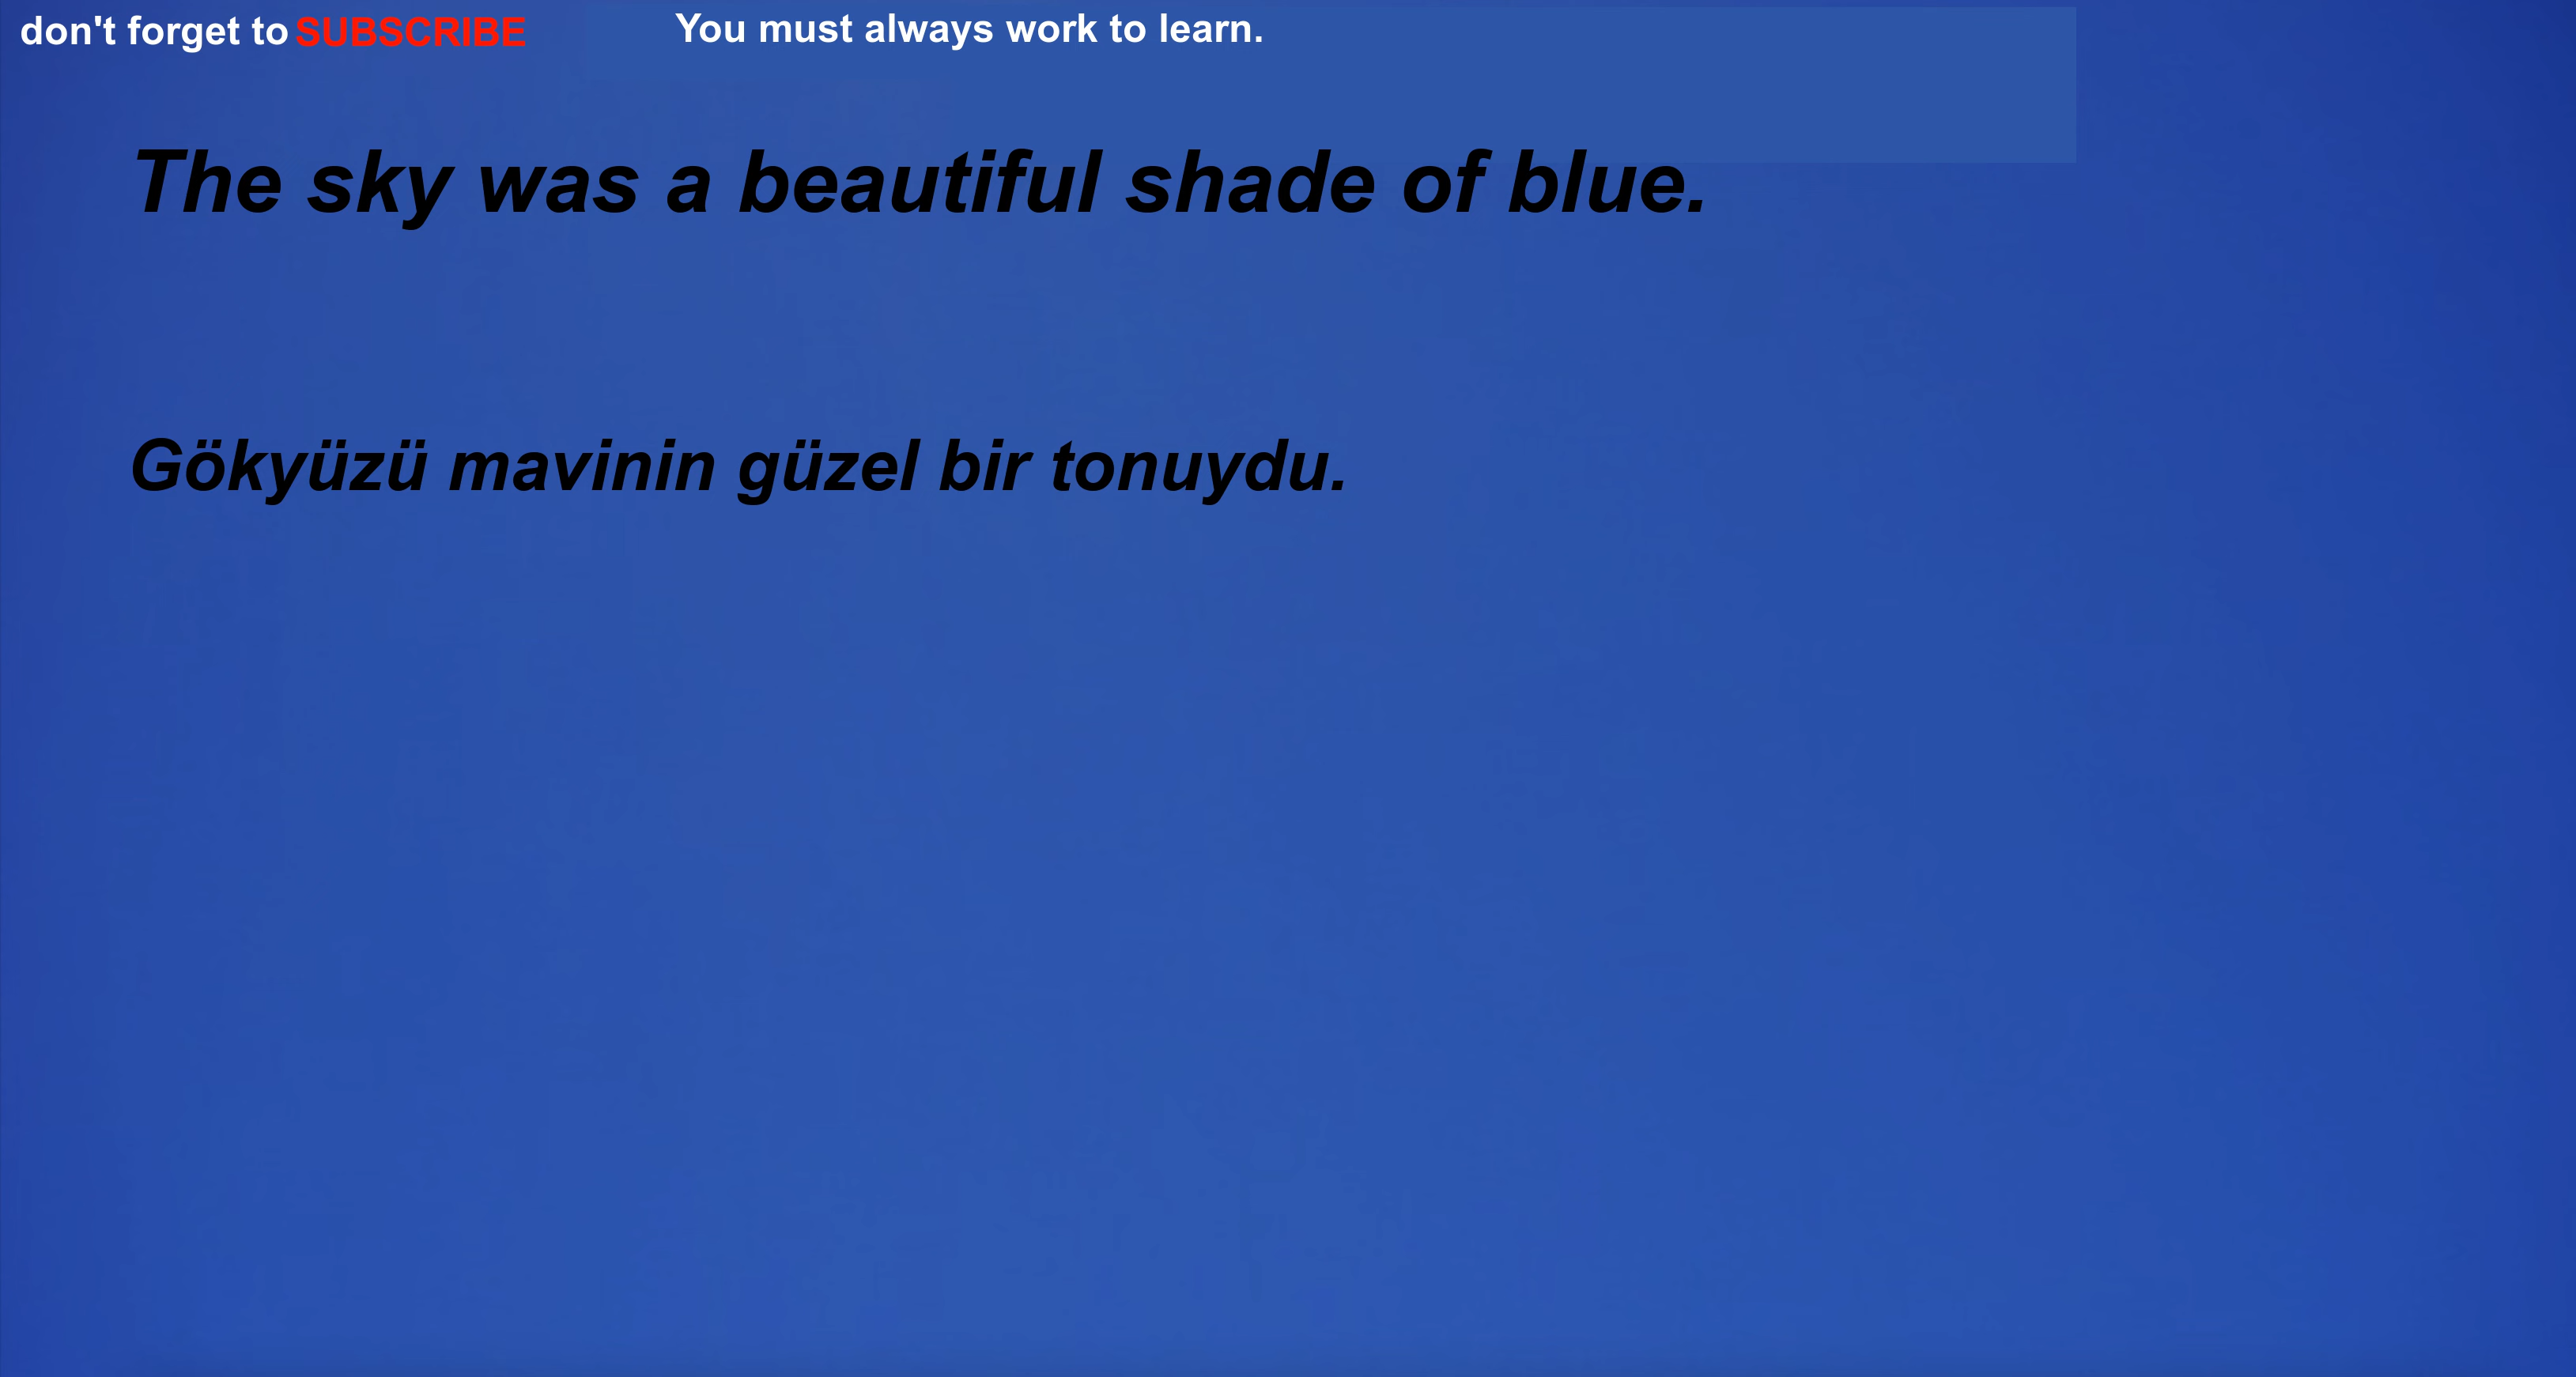 don't forget to SUBSCRIBE You must always work to learn.
The sky was a beautiful shade of blue.
Gökyüzü mavinin güzel bir tonuydu.